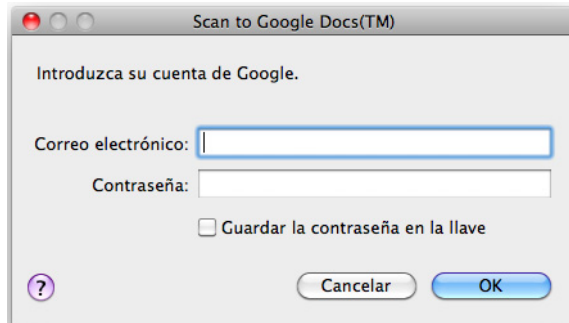 Scan to Google Docs(TM)
Introduzca su cuenta de Google.
Correo electrónico:
Contraseña:
Guardar la contraseña en la llave
? Cancelar OK